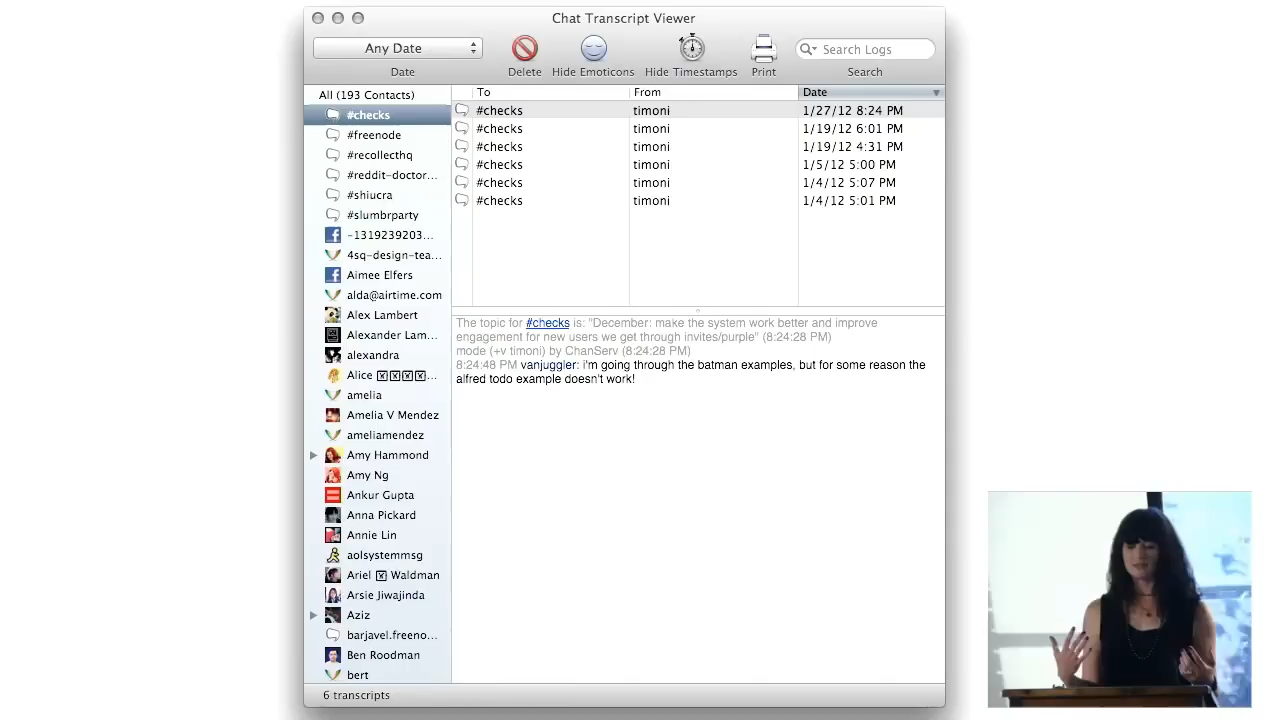 Chat Transcript Viewer
Any Date
Search Logs
Date
Delete
Hide Emoticons
Hide Timestamps
Print
Search
All (193 Contacts)
#checks
#freenode
#recollecthq
#reddit-doctor...
#shiucra
#slumbrparty
-1319239203...
4sq-design-tea...
Aimee Elfers
alda@airtime.com
Alex Lambert
Alexander Lam...
alexandra
Alice ...
amelia
Amelia V Mendez
ameliamendez
Amy Hammond
Amy Ng
Ankur Gupta
Anna Pickard
Annie Lin
aolsystemmsg
Ariel Waldman
Arsie Jiwajinda
Aziz
barjavel.freeno...
Ben Roodman
bert
To From Date
#checks timoni 1/27/12 8:24 PM
#checks timoni 1/19/12 6:01 PM
#checks timoni 1/19/12 4:31 PM
#checks timoni 1/5/12 5:00 PM
#checks timoni 1/4/12 5:07 PM
#checks timoni 1/4/12 5:01 PM
The topic for #checks is: "December: make the system work better and improve
engagement for new users we get through invites/purple" (8:24:28 PM)
mode (+v timoni) by ChanServ (8:24:28 PM)
8:24:48 PM vanjuggler: i'm going through the batman examples, but for some reason the
alfred todo example doesn't work!
6 transcripts